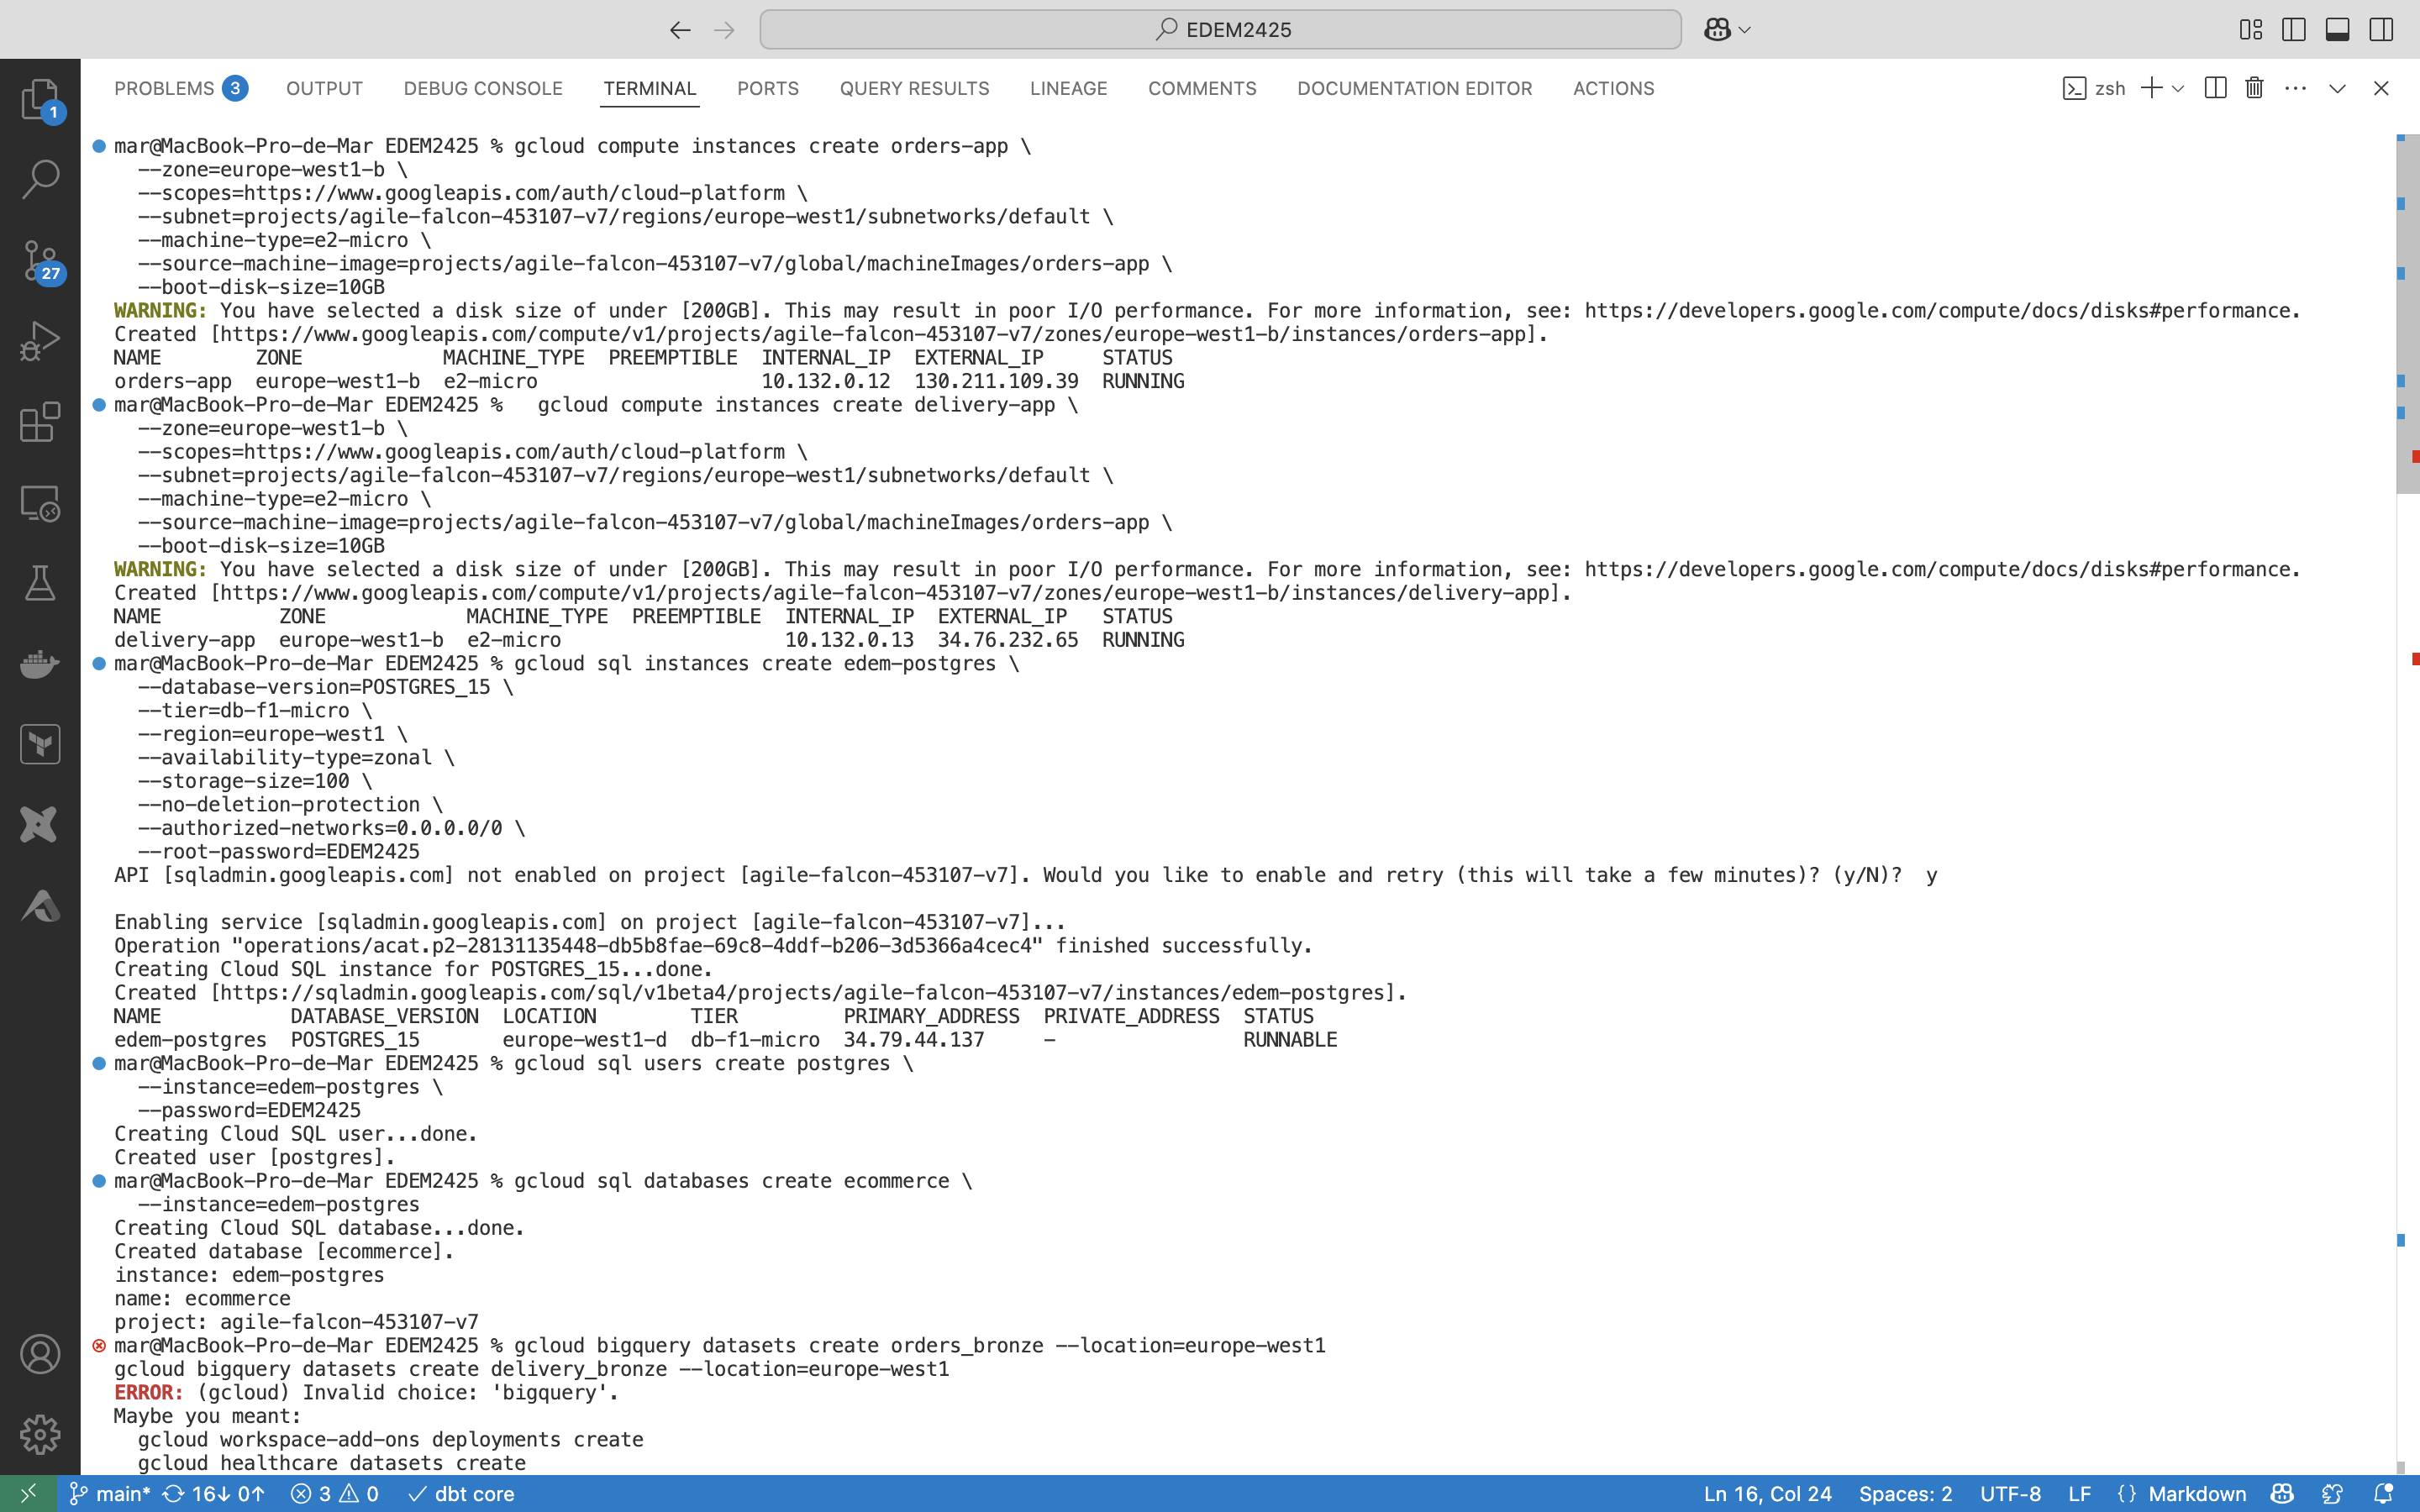 EDEM2425
PROBLEMS 3 OUTPUT DEBUG CONSOLE TERMINAL PORTS QUERY RESULTS LINEAGE COMMENTS DOCUMENTATION EDITOR ACTIONS zsh
1
27
mar@MacBook-Pro-de-Mar EDEM2425 % gcloud compute instances create orders-app \
  --zone=europe-west1-b \
  --scopes=https://www.googleapis.com/auth/cloud-platform \
  --subnet=projects/agile-falcon-453107-v7/regions/europe-west1/subnetworks/default \
  --machine-type=e2-micro \
  --source-machine-image=projects/agile-falcon-453107-v7/global/machineImages/orders-app \
  --boot-disk-size=10GB
WARNING: You have selected a disk size of under [200GB]. This may result in poor I/O performance. For more information, see: https://developers.google.com/compute/docs/disks#performance.
Created [https://www.googleapis.com/compute/v1/projects/agile-falcon-453107-v7/zones/europe-west1-b/instances/orders-app].
NAME        ZONE            MACHINE_TYPE  PREEMPTIBLE  INTERNAL_IP  EXTERNAL_IP     STATUS
orders-app  europe-west1-b  e2-micro                   10.132.0.12  130.211.109.39  RUNNING
mar@MacBook-Pro-de-Mar EDEM2425 %   gcloud compute instances create delivery-app \
  --zone=europe-west1-b \
  --scopes=https://www.googleapis.com/auth/cloud-platform \
  --subnet=projects/agile-falcon-453107-v7/regions/europe-west1/subnetworks/default \
  --machine-type=e2-micro \
  --source-machine-image=projects/agile-falcon-453107-v7/global/machineImages/orders-app \
  --boot-disk-size=10GB
WARNING: You have selected a disk size of under [200GB]. This may result in poor I/O performance. For more information, see: https://developers.google.com/compute/docs/disks#performance.
Created [https://www.googleapis.com/compute/v1/projects/agile-falcon-453107-v7/zones/europe-west1-b/instances/delivery-app].
NAME          ZONE            MACHINE_TYPE  PREEMPTIBLE  INTERNAL_IP  EXTERNAL_IP   STATUS
delivery-app  europe-west1-b  e2-micro                   10.132.0.13  34.76.232.65  RUNNING
mar@MacBook-Pro-de-Mar EDEM2425 % gcloud sql instances create edem-postgres \
  --database-version=POSTGRES_15 \
  --tier=db-f1-micro \
  --region=europe-west1 \
  --availability-type=zonal \
  --storage-size=100 \
  --no-deletion-protection \
  --authorized-networks=0.0.0.0/0 \
  --root-password=EDEM2425
API [sqladmin.googleapis.com] not enabled on project [agile-falcon-453107-v7]. Would you like to enable and retry (this will take a few minutes)? (y/N)?  y
Enabling service [sqladmin.googleapis.com] on project [agile-falcon-453107-v7]...
Operation "operations/acat.p2-28131135448-db5b8fae-69c8-4ddf-b206-3d5366a4cec4" finished successfully.
Creating Cloud SQL instance for POSTGRES_15...done.
Created [https://sqladmin.googleapis.com/sql/v1beta4/projects/agile-falcon-453107-v7/instances/edem-postgres].
NAME           DATABASE_VERSION  LOCATION        TIER         PRIMARY_ADDRESS  PRIVATE_ADDRESS  STATUS
edem-postgres  POSTGRES_15       europe-west1-d  db-f1-micro  34.79.44.137     -                RUNNABLE
mar@MacBook-Pro-de-Mar EDEM2425 % gcloud sql users create postgres \
  --instance=edem-postgres \
  --password=EDEM2425
Creating Cloud SQL user...done.
Created user [postgres].
mar@MacBook-Pro-de-Mar EDEM2425 % gcloud sql databases create ecommerce \
  --instance=edem-postgres
Creating Cloud SQL database...done.
Created database [ecommerce].
instance: edem-postgres
name: ecommerce
project: agile-falcon-453107-v7
mar@MacBook-Pro-de-Mar EDEM2425 % gcloud bigquery datasets create orders_bronze --location=europe-west1
gcloud bigquery datasets create delivery_bronze --location=europe-west1
ERROR: (gcloud) Invalid choice: 'bigquery'.
Maybe you meant:
  gcloud workspace-add-ons deployments create
  gcloud healthcare datasets create
main* 16↓ 0↑ 3 0 dbt core Ln 16, Col 24 Spaces: 2 UTF-8 LF {} Markdown